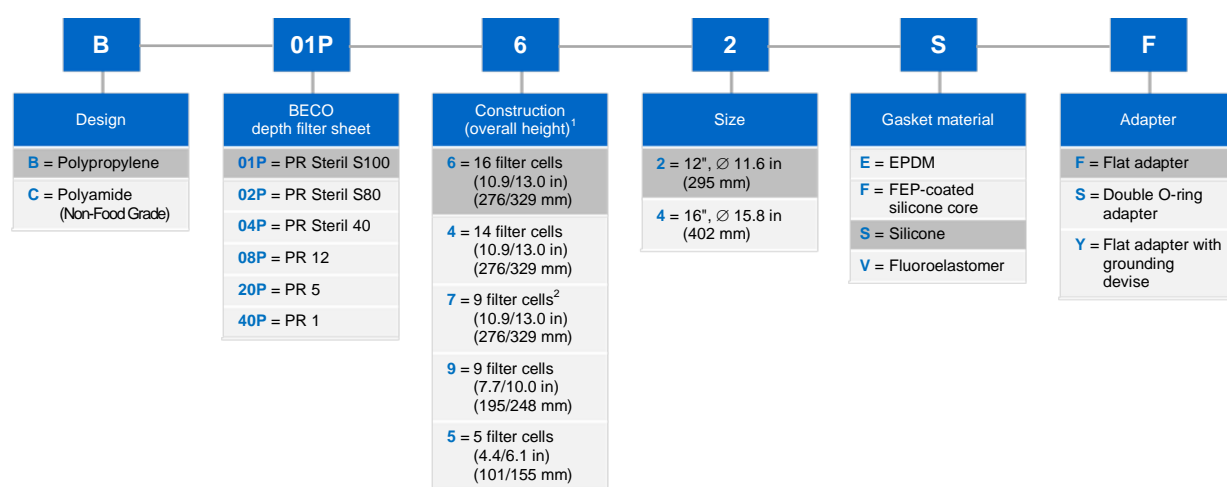 B 01P 6 2 S F
Design
B = Polypropylene
C = Polyamide
(Non-Food Grade)
BECO
depth filter sheet
01P = PR Steril S100
02P = PR Steril S80
04P = PR Steril 40
08P = PR 12
20P = PR 5
40P = PR 1
Construction
(overall height)1
6 = 16 filter cells
(10.9/13.0 in)
(276/329 mm)
4 = 14 filter cells
(10.9/13.0 in)
(276/329 mm)
7 = 9 filter cells2
(10.9/13.0 in)
(276/329 mm)
9 = 9 filter cells
(7.7/10.0 in)
(195/248 mm)
5 = 5 filter cells
(4.4/6.1 in)
(101/155 mm)
Size
2 = 12", ∅ 11.6 in
(295 mm)
4 = 16", ∅ 15.8 in
(402 mm)
Gasket material
E = EPDM
F = FEP-coated
silicone core
S = Silicone
V = Fluoroelastomer
Adapter
F = Flat adapter
S = Double O-ring
adapter
Y = Flat adapter with
grounding
devise